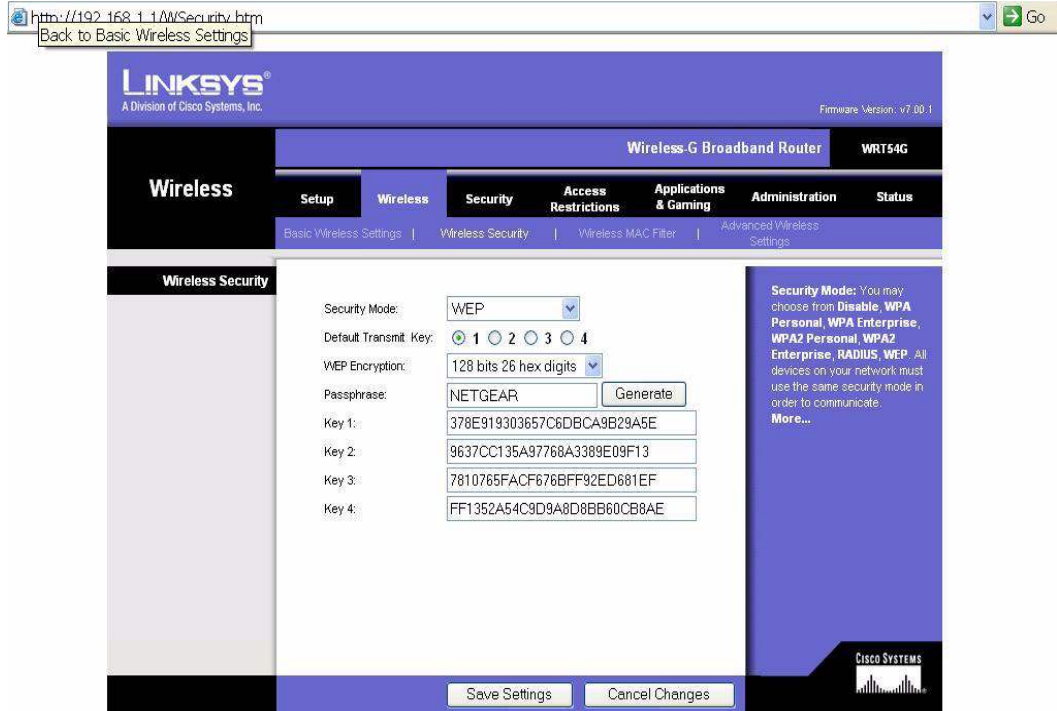 http://192.168.1.1/WSecurity.htm
Go
Back to Basic Wireless Settings
LINKSYS®
A Division of Cisco Systems, Inc.
Firmware Version: v7.00.1
Wireless-G Broadband Router WRT54G
Wireless
Setup Wireless Security Access Restrictions Applications & Gaming Administration Status
Basic Wireless Settings | Wireless Security | Wireless MAC Filter | Advanced Wireless Settings
Wireless Security
Security Mode: WEP
Default Transmit Key: 1 2 3 4
WEP Encryption: 128 bits 26 hex digits
Passphrase: NETGEAR Generate
Key 1: 378E919303657C6DBCA9B29A5E
Key 2: 9637CC135A97768A3389E09F13
Key 3: 7810765FACF676BFF92ED681EF
Key 4: FF1352A54C9D9A8D8BB60CB8AE
Security Mode: You may
choose from Disable, WPA
Personal, WPA Enterprise,
WPA2 Personal, WPA2
Enterprise, RADIUS, WEP. All
devices on your network must
use the same security mode in
order to communicate.
More...
CISCO SYSTEMS
Save Settings Cancel Changes